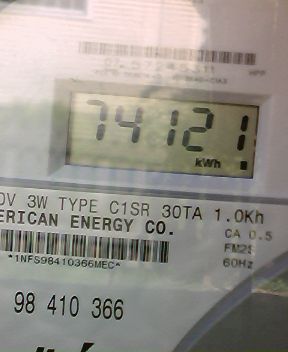 74121
kWh
0V 3W TYPE C1SR 30TA 1.0Kh
ERICAN ENERGY CO.
CA 0.5
FM2S
60Hz
*1NFS98410366MEC*
98 410 366